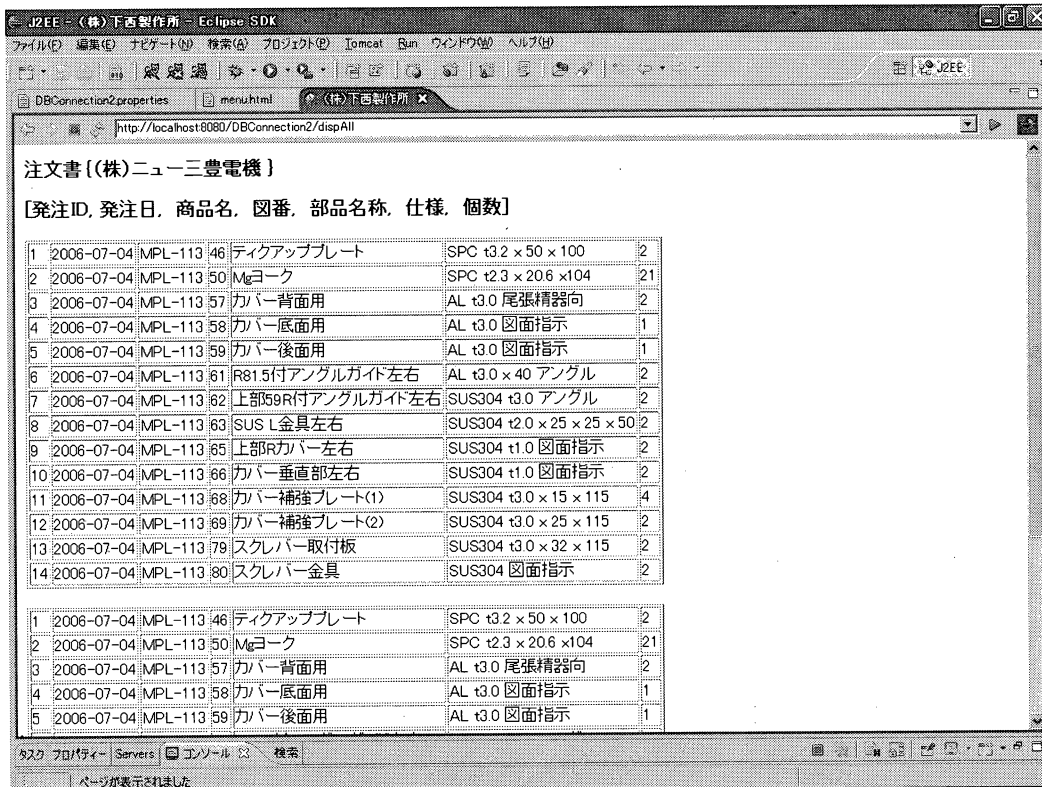 J2EE - (株)下西製作所 - Eclipse SDK
ファイル(F) 編集(E) ナビゲート(N) 検索(A) プロジェクト(P) Tomcat Run ウィンドウ(W) ヘルプ(H)
J2EE
DBConnection2.properties menu.html (株)下西製作所
http://localhost:8080/DBConnection2/dispAll
注文書{(株)ニュー三豊電機 }
[発注ID, 発注日, 商品名, 図番, 部品名称, 仕様, 個数]
1 2006-07-04 MPL-113 46 ティクアッププレート SPC t3.2 × 50 × 100 2
2 2006-07-04 MPL-113 50 Mgヨーク SPC t2.3 × 20.6 ×104 21
3 2006-07-04 MPL-113 57 カバー背面用 AL t3.0 尾張精器向 2
4 2006-07-04 MPL-113 58 カバー底面用 AL t3.0 図面指示 1
5 2006-07-04 MPL-113 59 カバー後面用 AL t3.0 図面指示 1
6 2006-07-04 MPL-113 61 R81.5付アングルガイド左右 AL t3.0 × 40 アングル 2
7 2006-07-04 MPL-113 62 上部59R付アングルガイド左右 SUS304 t3.0 アングル 2
8 2006-07-04 MPL-113 63 SUS L金具左右 SUS304 t2.0 × 25 × 25 × 50 2
9 2006-07-04 MPL-113 65 上部Rカバー左右 SUS304 t1.0 図面指示 2
10 2006-07-04 MPL-113 66 カバー垂直部左右 SUS304 t1.0 図面指示 2
11 2006-07-04 MPL-113 68 カバー補強プレート(1) SUS304 t3.0 × 15 × 115 4
12 2006-07-04 MPL-113 69 カバー補強プレート(2) SUS304 t3.0 × 25 × 115 2
13 2006-07-04 MPL-113 79 スクレバー取付板 SUS304 t3.0 × 32 × 115 2
14 2006-07-04 MPL-113 80 スクレバー金具 SUS304 図面指示 2
1 2006-07-04 MPL-113 46 ティクアッププレート SPC t3.2 × 50 × 100 2
2 2006-07-04 MPL-113 50 Mgヨーク SPC t2.3 × 20.6 ×104 21
3 2006-07-04 MPL-113 57 カバー背面用 AL t3.0 尾張精器向 2
4 2006-07-04 MPL-113 58 カバー底面用 AL t3.0 図面指示 1
5 2006-07-04 MPL-113 59 カバー後面用 AL t3.0 図面指示 1
タスク プロパティー Servers コンソール 検索
ページが表示されました